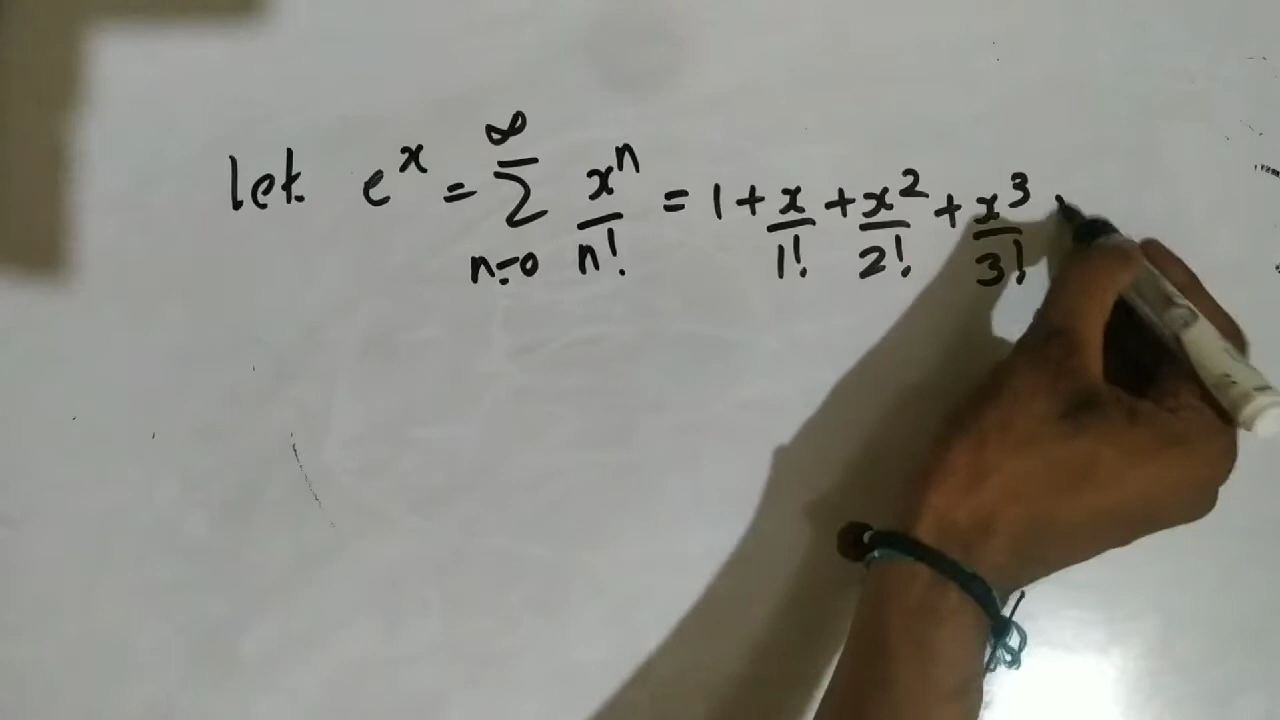 let e^x = ∑_{n=0}^{∞} x^n/n! = 1 + x/1! + x^2/2! + x^3/3!